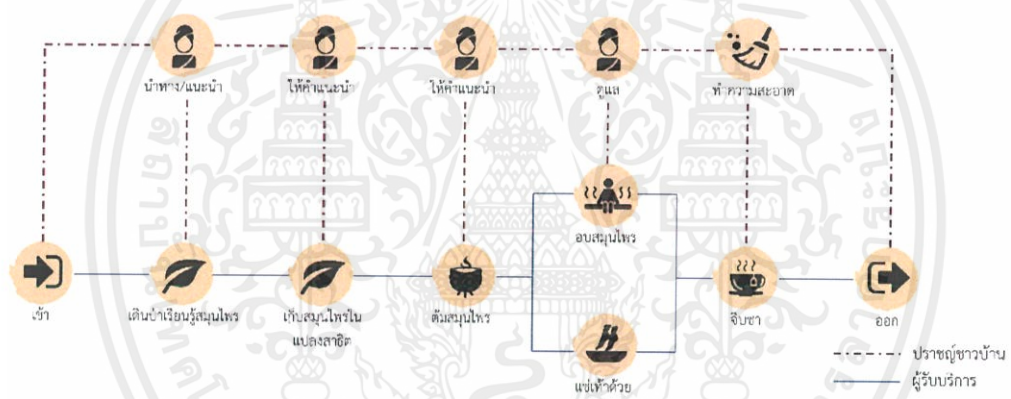 นำทาง/แนะนำ
ให้คำแนะนำ
ให้คำแนะนำ
ดูแล
ทำความสะอาด
อบสมุนไพร
เข้า
เดินป่าเรียนรู้สมุนไพร
เก็บสมุนไพรใน
แปลงสาธิต
ต้มสมุนไพร
จิบชา
ออก
แช่เท้าด้วย
ปราชญ์ชาวบ้าน
ผู้รับบริการ